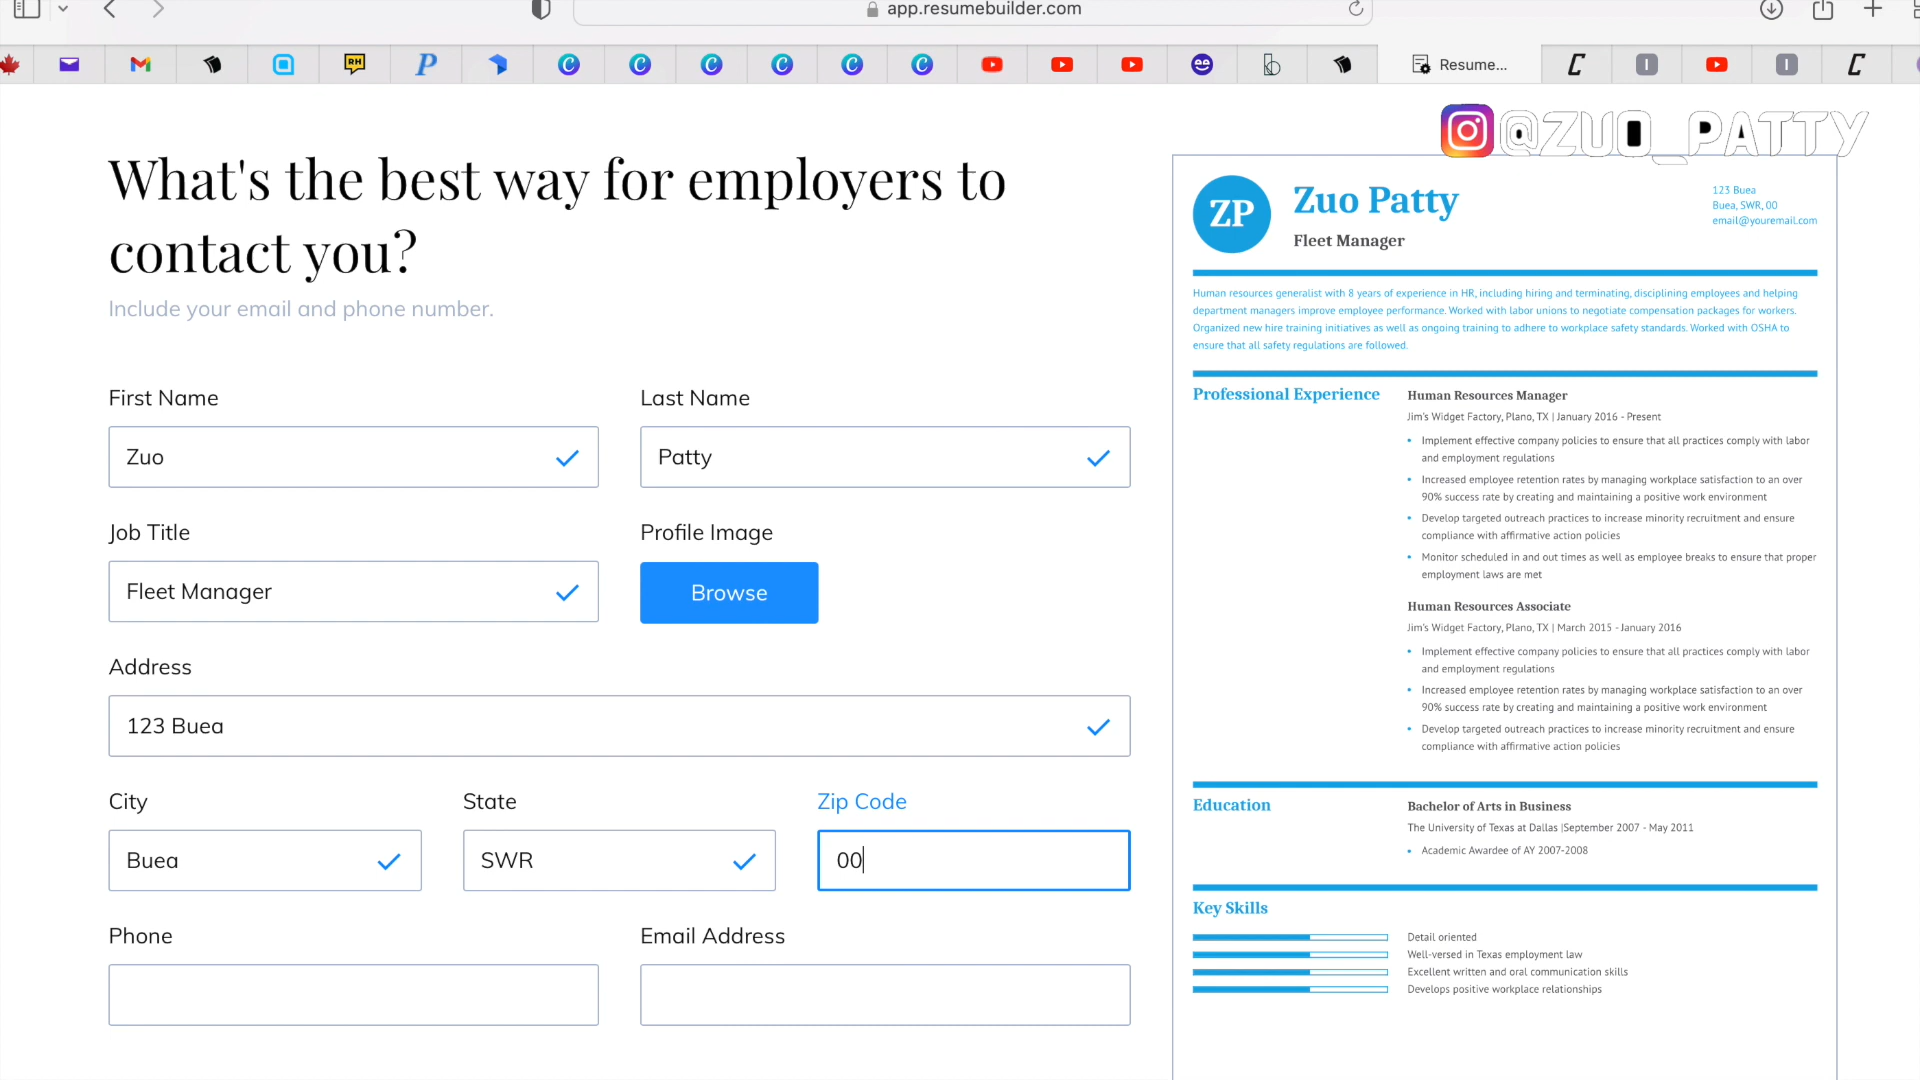 app.resumebuilder.com
RH
Resume...
@ZUO_PATTY
What's the best way for employers to
contact you?
Include your email and phone number.
First Name
Last Name
Zuo
Patty
Job Title
Profile Image
Fleet Manager
Browse
Address
123 Buea
City
State
Zip Code
Buea
SWR
00
Phone
Email Address
ZP
Zuo Patty
Fleet Manager
123 Buea
Buea, SWR, 00
email@youremail.com
Human resources generalist with 8 years of experience in HR, including hiring and terminating, disciplining employees and helping
department managers improve employee performance. Worked with labor unions to negotiate compensation packages for workers.
Organized new hire training initiatives as well as ongoing training to adhere to workplace safety standards. Worked with OSHA to
ensure that all safety regulations are followed.
Professional Experience
Human Resources Manager
Jim's Widget Factory, Plano, TX | January 2016 - Present
• Implement effective company policies to ensure that all practices comply with labor
and employment regulations
• Increased employee retention rates by managing workplace satisfaction to an over
90% success rate by creating and maintaining a positive work environment
• Develop targeted outreach practices to increase minority recruitment and ensure
compliance with affirmative action policies
• Monitor scheduled in and out times as well as employee breaks to ensure that proper
employment laws are met
Human Resources Associate
Jim's Widget Factory, Plano, TX | March 2015 - January 2016
• Implement effective company policies to ensure that all practices comply with labor
and employment regulations
• Increased employee retention rates by managing workplace satisfaction to an over
90% success rate by creating and maintaining a positive work environment
• Develop targeted outreach practices to increase minority recruitment and ensure
compliance with affirmative action policies
Education
Bachelor of Arts in Business
The University of Texas at Dallas |September 2007 - May 2011
• Academic Awardee of AY 2007-2008
Key Skills
Detail oriented
Well-versed in Texas employment law
Excellent written and oral communication skills
Develops positive workplace relationships